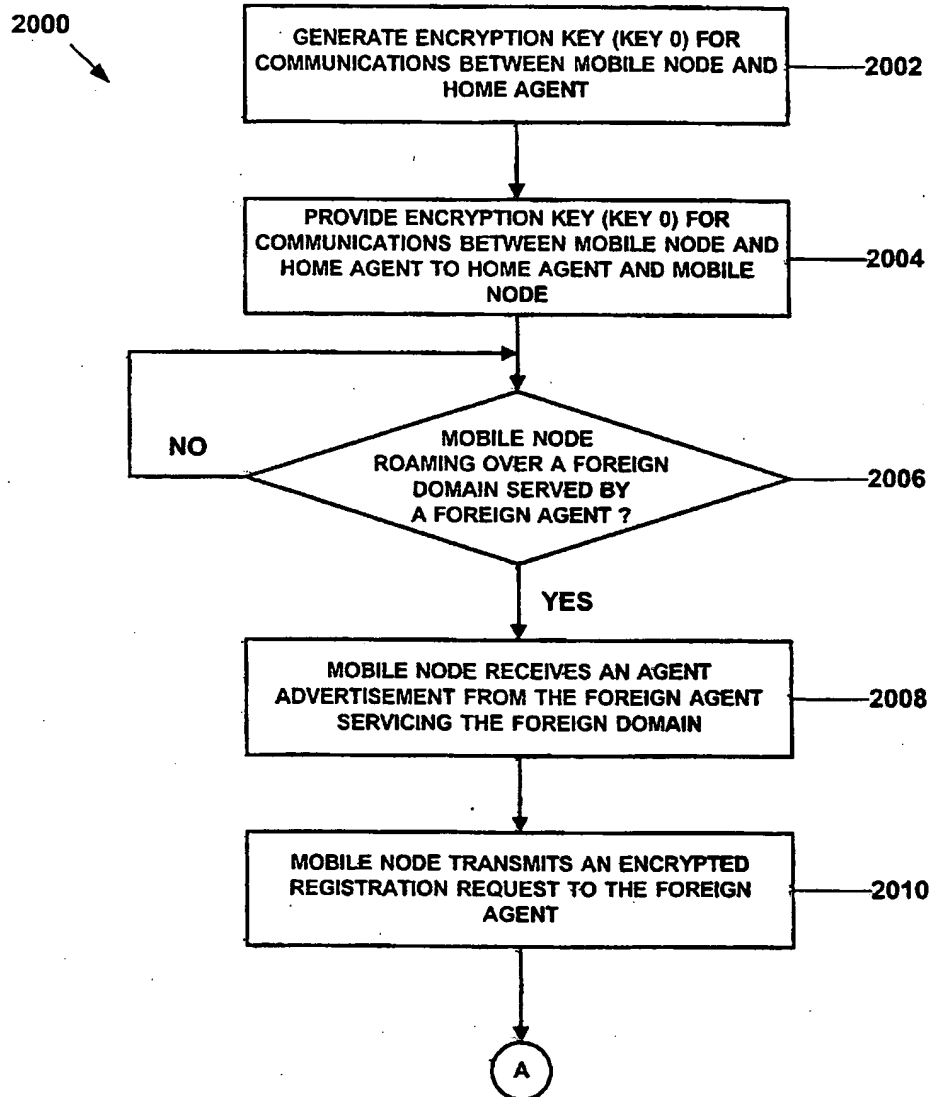 2000
GENERATE ENCRYPTION KEY (KEY 0) FOR
COMMUNICATIONS BETWEEN MOBILE NODE AND
HOME AGENT
2002
PROVIDE ENCRYPTION KEY (KEY 0) FOR
COMMUNICATIONS BETWEEN MOBILE NODE AND
HOME AGENT TO HOME AGENT AND MOBILE
NODE
2004
NO
MOBILE NODE
ROAMING OVER A FOREIGN
DOMAIN SERVED BY
A FOREIGN AGENT ?
2006
YES
MOBILE NODE RECEIVES AN AGENT
ADVERTISEMENT FROM THE FOREIGN AGENT
SERVICING THE FOREIGN DOMAIN
2008
MOBILE NODE TRANSMITS AN ENCRYPTED
REGISTRATION REQUEST TO THE FOREIGN
AGENT
2010
A